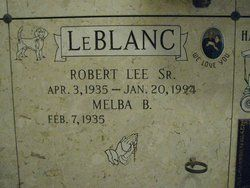 LeBLANC
WE LOVE YOU
ROBERT LEE SR.
APR. 3, 1935 — JAN. 20, 1994
MELBA B.
FEB. 7, 1935